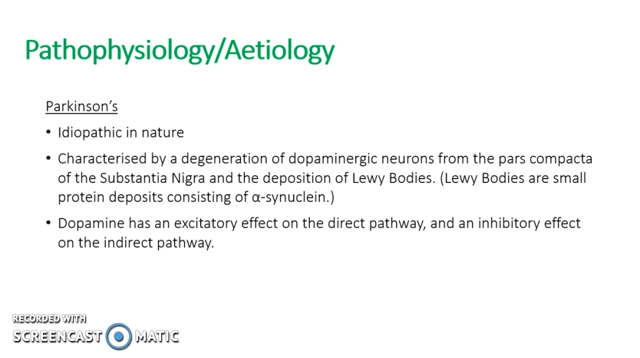 Pathophysiology/Aetiology
Parkinson's
• Idiopathic in nature
• Characterised by a degeneration of dopaminergic neurons from the pars compacta
of the Substantia Nigra and the deposition of Lewy Bodies. (Lewy Bodies are small
protein deposits consisting of α-synuclein.)
• Dopamine has an excitatory effect on the direct pathway, and an inhibitory effect
on the indirect pathway.
RECORDED WITH
SCREENCAST MATIC